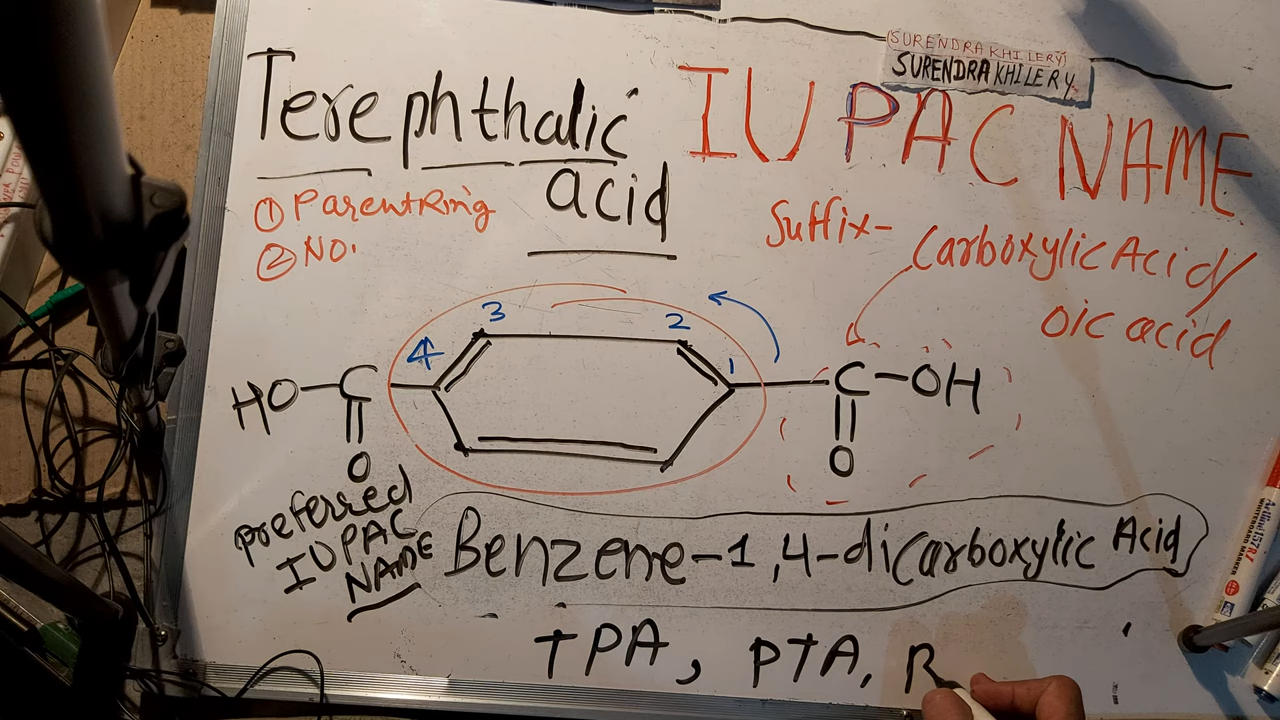 (SURENDRA KHILERY)
SURENDRA KHILERY
Terephthalic
acid
IUPAC NAME
① Parent Ring
② No.
Suffix- Carboxylic Acid/
oic acid
4 3 2 1
HO-C C-OH
O O
preferred
IUPAC
NAME
Benzene-1,4-dicarboxylic Acid
TPA, PTA, B